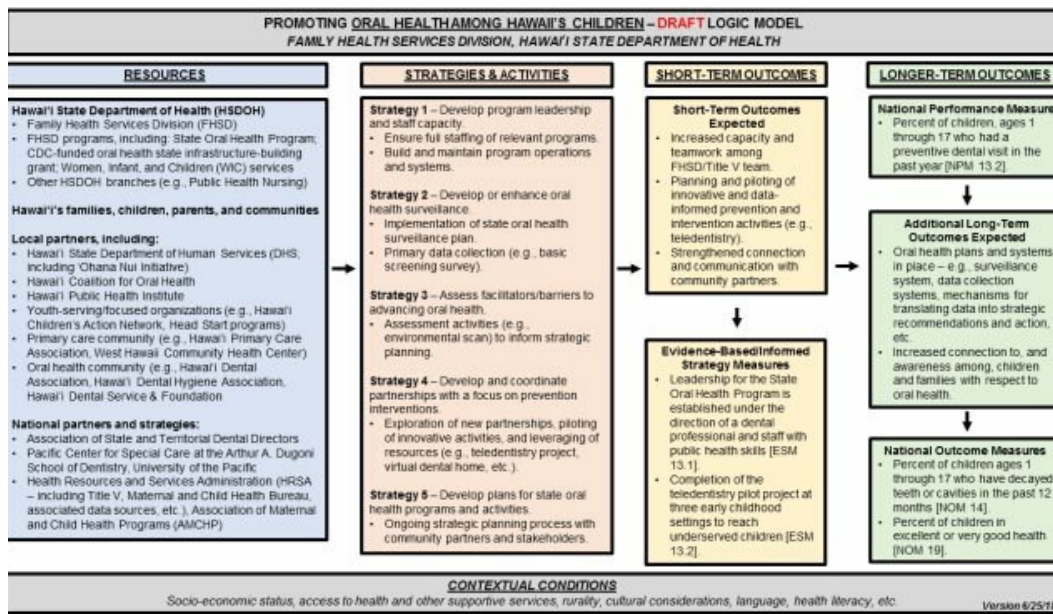 PROMOTING ORAL HEALTH AMONG HAWAII'S CHILDREN – DRAFT LOGIC MODEL
FAMILY HEALTH SERVICES DIVISION, HAWAI'I STATE DEPARTMENT OF HEALTH
RESOURCES
Hawai'i State Department of Health (HSDOH)
• Family Health Services Division (FHSD)
• FHSD programs, including: State Oral Health Program;
CDC-funded oral health state infrastructure-building
grant; Women, Infant, and Children (WIC) services
• Other HSDOH branches (e.g., Public Health Nursing)
Hawai'i's families, children, parents, and communities
Local partners, including:
• Hawai'i State Department of Human Services (DHS;
including 'Ohana Nui Initiative)
• Hawai'i Coalition for Oral Health
• Hawai'i Public Health Institute
• Youth-serving/focused organizations (e.g., Hawai'i
Children's Action Network, Head Start programs)
• Primary care community (e.g., Hawai'i Primary Care
Association, West Hawaii Community Health Center)
• Oral health community (e.g., Hawai'i Dental
Association, Hawai'i Dental Hygiene Association,
Hawai'i Dental Service & Foundation
National partners and strategies:
• Association of State and Territorial Dental Directors
• Pacific Center for Special Care at the Arthur A. Dugoni
School of Dentistry, University of the Pacific
• Health Resources and Services Administration (HRSA
– including Title V, Maternal and Child Health Bureau,
associated data sources, etc.), Association of Maternal
and Child Health Programs (AMCHP)
STRATEGIES & ACTIVITIES
Strategy 1 – Develop program leadership
and staff capacity.
• Ensure full staffing of relevant programs.
• Build and maintain program operations
and systems.
Strategy 2 – Develop or enhance oral
health surveillance.
• Implementation of state oral health
surveillance plan.
• Primary data collection (e.g., basic
screening survey).
Strategy 3 – Assess facilitators/barriers to
advancing oral health.
• Assessment activities (e.g.,
environmental scan) to inform strategic
planning.
Strategy 4 – Develop and coordinate
partnerships with a focus on prevention
interventions.
• Exploration of new partnerships, piloting
of innovative activities, and leveraging of
resources (e.g., teledentistry project,
virtual dental home, etc.).
Strategy 5 – Develop plans for state oral
health programs and activities.
• Ongoing strategic planning process with
community partners and stakeholders.
SHORT-TERM OUTCOMES
Short-Term Outcomes
Expected
• Increased capacity and
teamwork among
FHSD/Title V team.
• Planning and piloting of
innovative and data-
informed prevention and
intervention activities (e.g.,
teledentistry).
• Strengthened connection
and communication with
community partners.
Evidence-Based/Informed
Strategy Measures
• Leadership for the State
Oral Health Program is
established under the
direction of a dental
professional and staff with
public health skills [ESM
13.1].
• Completion of the
teledentistry pilot project at
three early childhood
settings to reach
underserved children [ESM
13.2].
LONGER-TERM OUTCOMES
National Performance Measure
• Percent of children, ages 1
through 17 who had a
preventive dental visit in the
past year [NPM 13.2].
Additional Long-Term
Outcomes Expected
• Oral health plans and systems
in place – e.g., surveillance
system, data collection
systems, mechanisms for
translating data into strategic
recommendations and action,
etc.
• Increased connection to, and
awareness among, children
and families with respect to
oral health.
National Outcome Measures
• Percent of children ages 1
through 17 who have decayed
teeth or cavities in the past 12
months [NOM 14].
• Percent of children in
excellent or very good health
[NOM 19].
CONTEXTUAL CONDITIONS
Socio-economic status, access to health and other supportive services, rurality, cultural considerations, language, health literacy, etc.
Version 6/25/